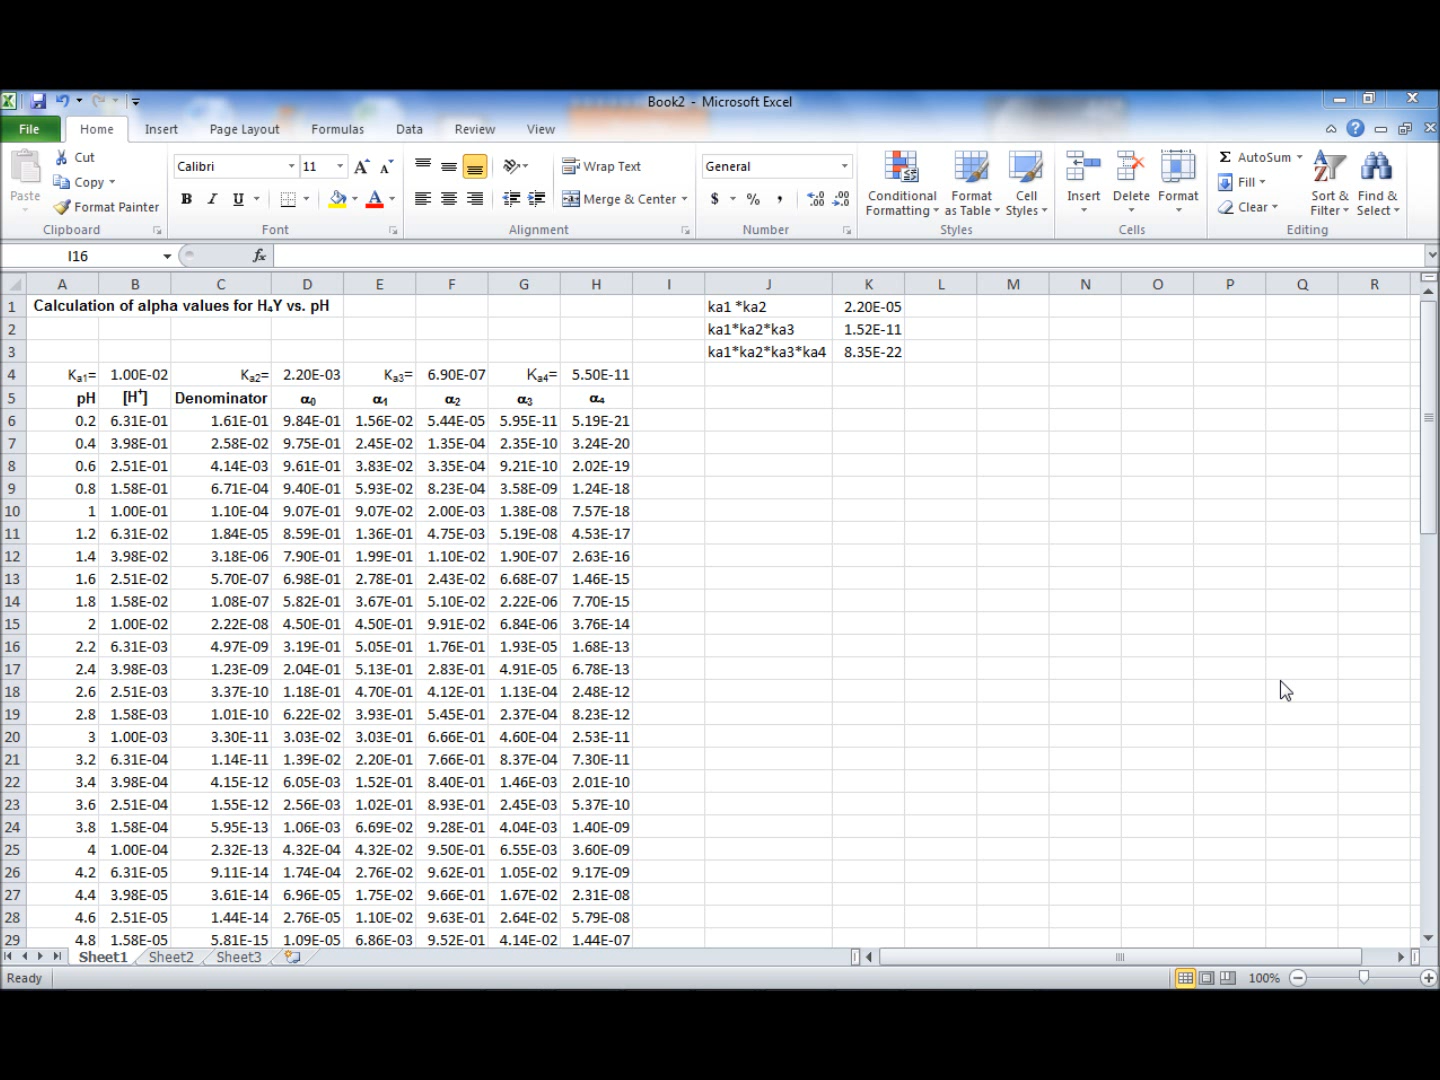 Book2 - Microsoft Excel
File Home Insert Page Layout Formulas Data Review View
Paste Cut Copy Format Painter
Clipboard
Calibri 11
B I U A
Font
Wrap Text
Merge & Center
Alignment
General
$ % , .00
Number
Conditional Formatting Format as Table Cell Styles
Styles
Insert Delete Format
Cells
Σ AutoSum Fill Clear Sort & Filter Find & Select
Editing
I16 fx
A B C D E F G H I J K L M N O P Q R
1 Calculation of alpha values for H₄Y vs. pH ka1 *ka2 2.20E-05
2 ka1*ka2*ka3 1.52E-11
3 ka1*ka2*ka3*ka4 8.35E-22
4 Ka1= 1.00E-02 Ka2= 2.20E-03 Ka3= 6.90E-07 Ka4= 5.50E-11
5 pH [H⁺] Denominator α₀ α₁ α₂ α₃ α₄
6 0.2 6.31E-01 1.61E-01 9.84E-01 1.56E-02 5.44E-05 5.95E-11 5.19E-21
7 0.4 3.98E-01 2.58E-02 9.75E-01 2.45E-02 1.35E-04 2.35E-10 3.24E-20
8 0.6 2.51E-01 4.14E-03 9.61E-01 3.83E-02 3.35E-04 9.21E-10 2.02E-19
9 0.8 1.58E-01 6.71E-04 9.40E-01 5.93E-02 8.23E-04 3.58E-09 1.24E-18
10 1 1.00E-01 1.10E-04 9.07E-01 9.07E-02 2.00E-03 1.38E-08 7.57E-18
11 1.2 6.31E-02 1.84E-05 8.59E-01 1.36E-01 4.75E-03 5.19E-08 4.53E-17
12 1.4 3.98E-02 3.18E-06 7.90E-01 1.99E-01 1.10E-02 1.90E-07 2.63E-16
13 1.6 2.51E-02 5.70E-07 6.98E-01 2.78E-01 2.43E-02 6.68E-07 1.46E-15
14 1.8 1.58E-02 1.08E-07 5.82E-01 3.67E-01 5.10E-02 2.22E-06 7.70E-15
15 2 1.00E-02 2.22E-08 4.50E-01 4.50E-01 9.91E-02 6.84E-06 3.76E-14
16 2.2 6.31E-03 4.97E-09 3.19E-01 5.05E-01 1.76E-01 1.93E-05 1.68E-13
17 2.4 3.98E-03 1.23E-09 2.04E-01 5.13E-01 2.83E-01 4.91E-05 6.78E-13
18 2.6 2.51E-03 3.37E-10 1.18E-01 4.70E-01 4.12E-01 1.13E-04 2.48E-12
19 2.8 1.58E-03 1.01E-10 6.22E-02 3.93E-01 5.45E-01 2.37E-04 8.23E-12
20 3 1.00E-03 3.30E-11 3.03E-02 3.03E-01 6.66E-01 4.60E-04 2.53E-11
21 3.2 6.31E-04 1.14E-11 1.39E-02 2.20E-01 7.66E-01 8.37E-04 7.30E-11
22 3.4 3.98E-04 4.15E-12 6.05E-03 1.52E-01 8.40E-01 1.46E-03 2.01E-10
23 3.6 2.51E-04 1.55E-12 2.56E-03 1.02E-01 8.93E-01 2.45E-03 5.37E-10
24 3.8 1.58E-04 5.95E-13 1.06E-03 6.69E-02 9.28E-01 4.04E-03 1.40E-09
25 4 1.00E-04 2.32E-13 4.32E-04 4.32E-02 9.50E-01 6.55E-03 3.60E-09
26 4.2 6.31E-05 9.11E-14 1.74E-04 2.76E-02 9.62E-01 1.05E-02 9.17E-09
27 4.4 3.98E-05 3.61E-14 6.96E-05 1.75E-02 9.66E-01 1.67E-02 2.31E-08
28 4.6 2.51E-05 1.44E-14 2.76E-05 1.10E-02 9.63E-01 2.64E-02 5.79E-08
29 4.8 1.58E-05 5.81E-15 1.09E-05 6.86E-03 9.52E-01 4.14E-02 1.44E-07
Sheet1 Sheet2 Sheet3
Ready 100%